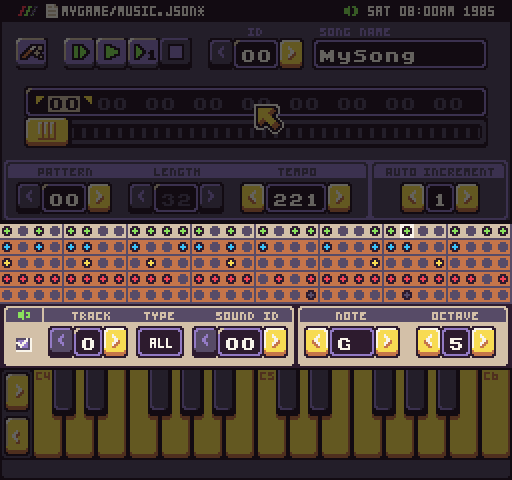 MYGAME/MUSIC.JSON* SAT 08:00AM 1985
ID SONG NAME
1 00 MySong
00 00 00 00 00 00 00 00 00
PATTERN LENGTH TEMPO AUTO INCREMENT
00 32 221 1
TRACK TYPE SOUND ID NOTE OCTAVE
0 ALL 00 G 5
C4 C5 C6